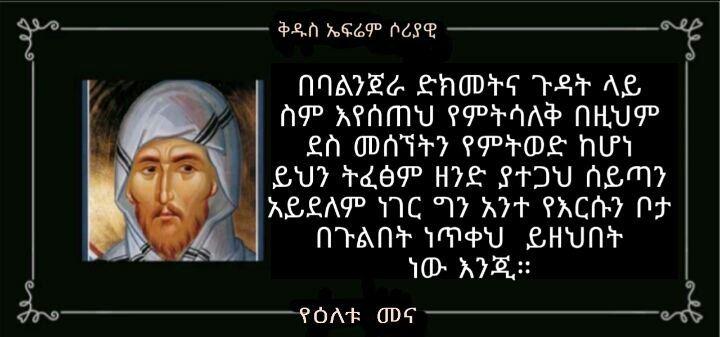 ቅዱስ ኤፍሬም ሶሪያዊ
በባልንጀራ ድክመትና ጉዳት ላይ
ስም እየሰጠህ የምትሳለቅ በዚህም
ደስ መሰኘትን የምትወድ ከሆነ
ይህን ትፈፅም ዘንድ ያተጋህ ሰይጣን
አይደለም ነገር ግን አንተ የእርሱን ቦታ
በጉልበት ነጥቀህ ይዘህበት
ነው እንጂ።
የዕለቱ መና